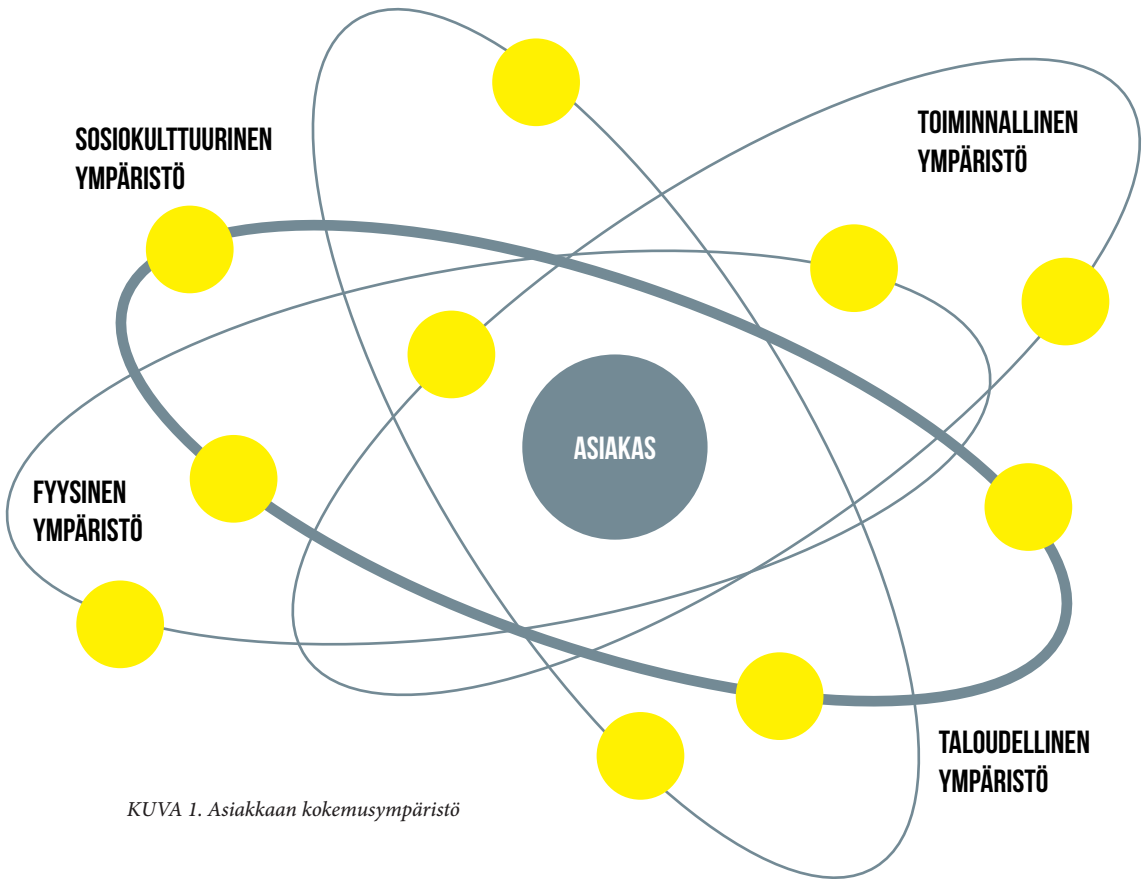 SOSIOKULTTUURINEN
YMPÄRISTÖ
TOIMINNALLINEN
YMPÄRISTÖ
ASIAKAS
FYYSINEN
YMPÄRISTÖ
TALOUDELLINEN
YMPÄRISTÖ
KUVA 1. Asiakkaan kokemusympäristö